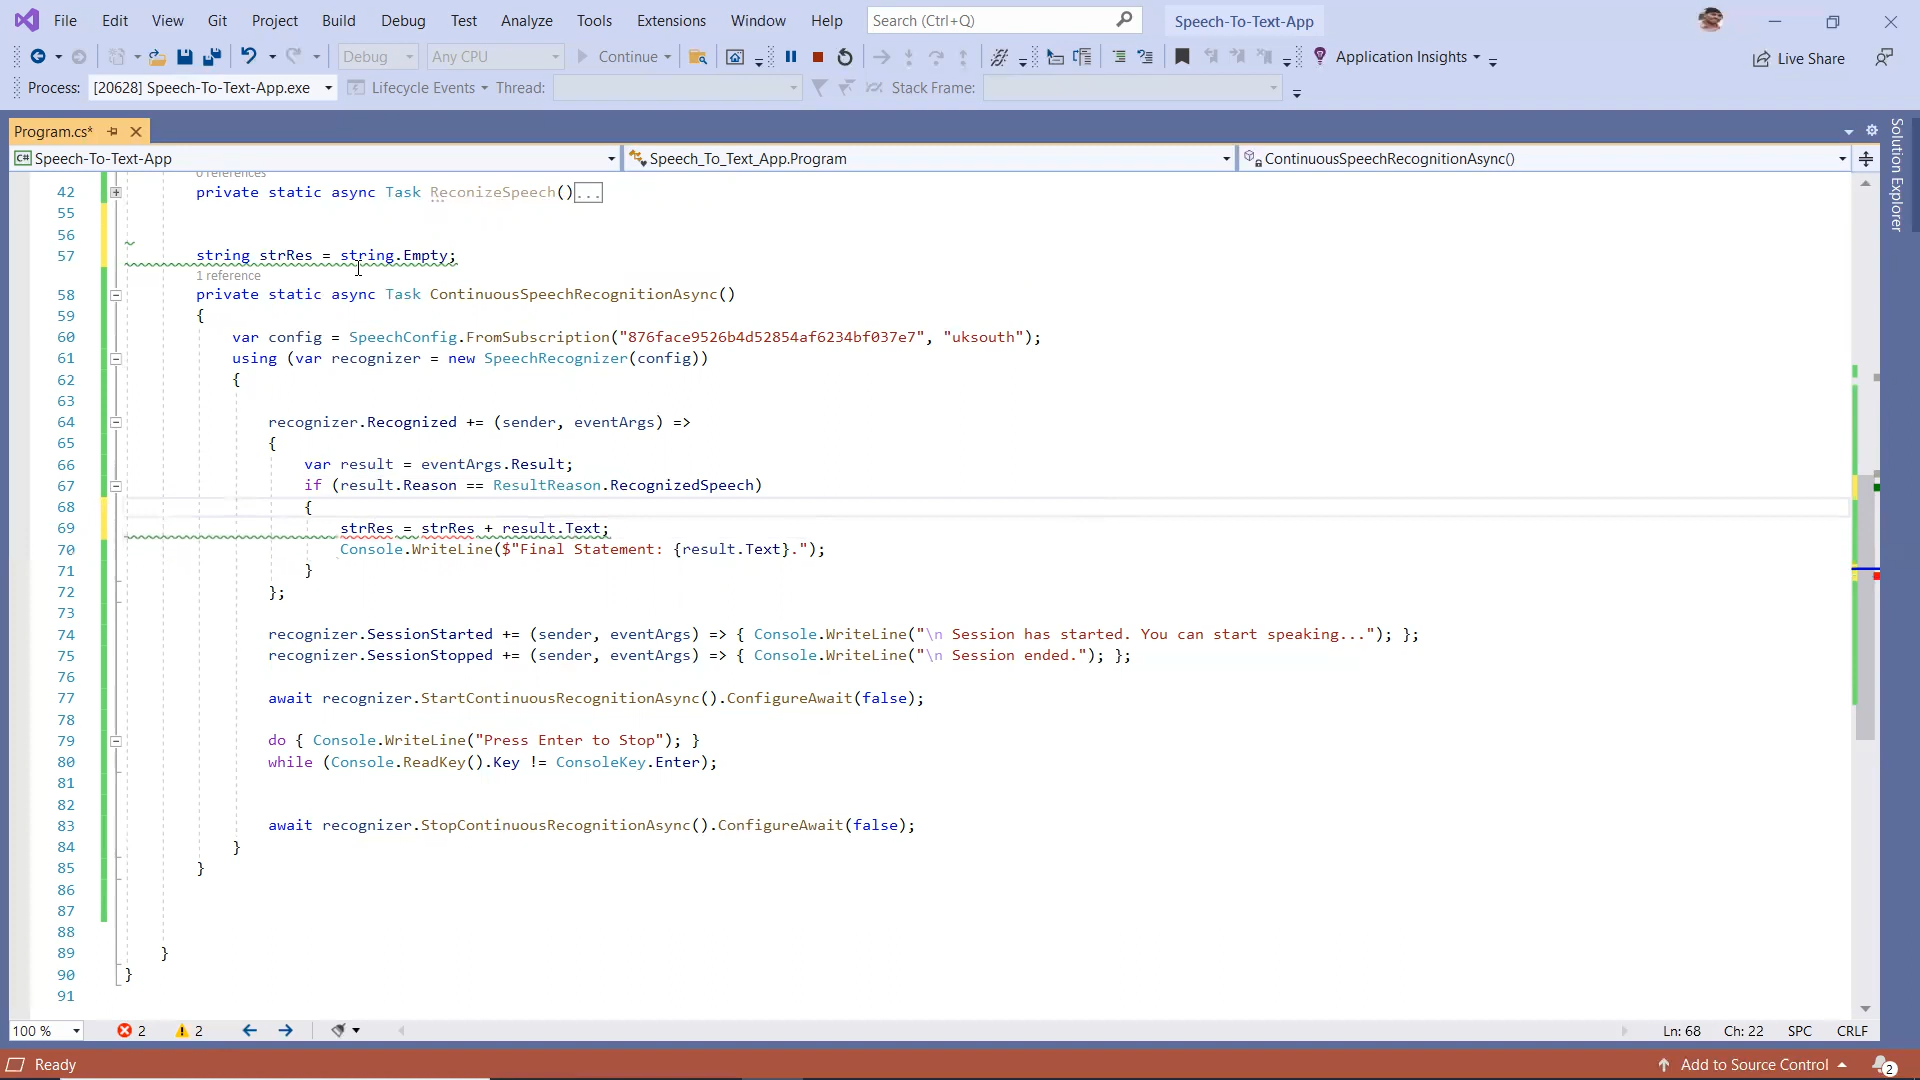 File Edit View Git Project Build Debug Test Analyze Tools Extensions Window Help Search (Ctrl+Q) Speech-To-Text-App
Debug Any CPU Continue Application Insights Live Share
Process: [20628] Speech-To-Text-App.exe Lifecycle Events Thread: Stack Frame:
Program.cs*
C# Speech-To-Text-App Speech_To_Text_App.Program ContinuousSpeechRecognitionAsync()
Solution Explorer
0 references
42 private static async Task ReconizeSpeech()...
55
56
57 string strRes = string.Empty;
1 reference
58 private static async Task ContinuousSpeechRecognitionAsync()
59 {
60 var config = SpeechConfig.FromSubscription("876face9526b4d52854af6234bf037e7", "uksouth");
61 using (var recognizer = new SpeechRecognizer(config))
62 {
63
64 recognizer.Recognized += (sender, eventArgs) =>
65 {
66 var result = eventArgs.Result;
67 if (result.Reason == ResultReason.RecognizedSpeech)
68 {
69 strRes = strRes + result.Text;
70 Console.WriteLine($"Final Statement: {result.Text}.");
71 }
72 };
73
74 recognizer.SessionStarted += (sender, eventArgs) => { Console.WriteLine("\n Session has started. You can start speaking..."); };
75 recognizer.SessionStopped += (sender, eventArgs) => { Console.WriteLine("\n Session ended."); };
76
77 await recognizer.StartContinuousRecognitionAsync().ConfigureAwait(false);
78
79 do { Console.WriteLine("Press Enter to Stop"); }
80 while (Console.ReadKey().Key != ConsoleKey.Enter);
81
82
83 await recognizer.StopContinuousRecognitionAsync().ConfigureAwait(false);
84 }
85 }
86
87
88
89 }
90 }
91
100 % 2 2 Ln: 68 Ch: 22 SPC CRLF
Ready Add to Source Control 2